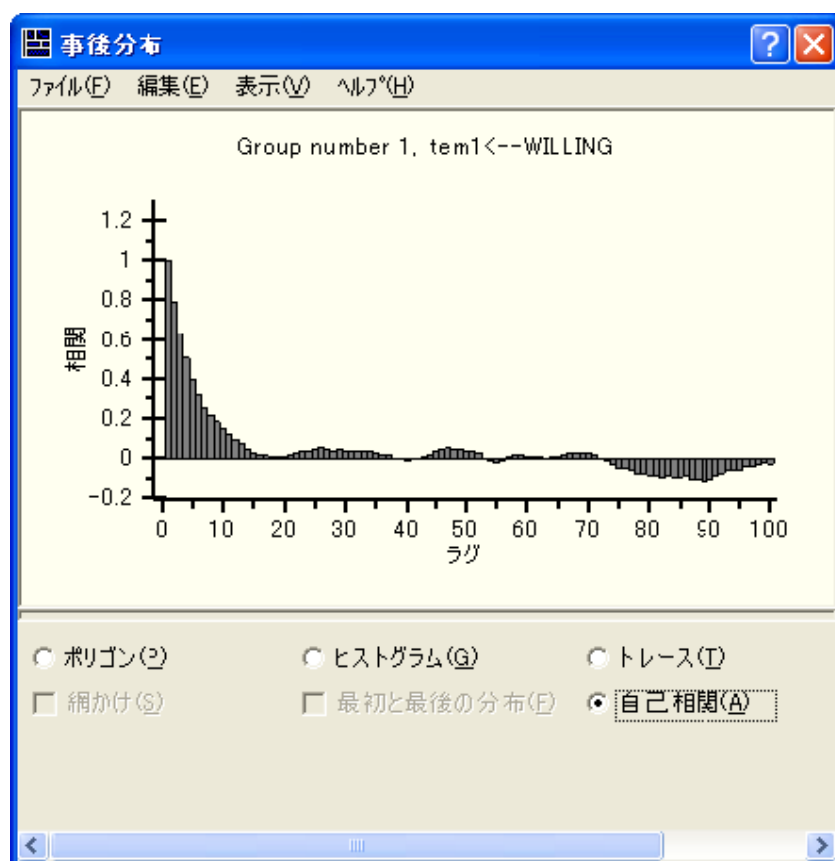 事後分布
ファイル(F) 編集(E) 表示(V) ヘルプ(H)
Group number 1, tem1<--WILLING
1.2
1
0.8
0.6
0.4
0.2
0
-0.2
相関
0 10 20 30 40 50 60 70 80 90 100
ラグ
ポリゴン(P) ヒストグラム(G) トレース(T)
網かけ(S) 最初と最後の分布(F) 自己相関(A)